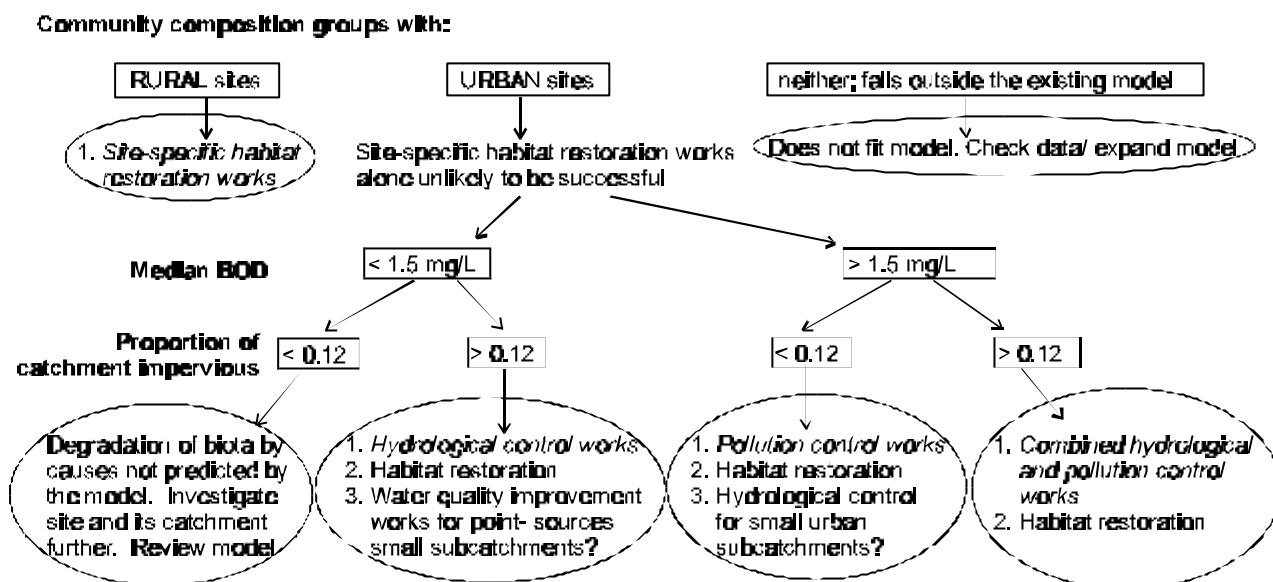 Community composition groups with:
RURAL sites
URBAN sites
neither; falls outside the existing model
1. Site-specific habitat
restoration works
Site-specific habitat restoration works
alone unlikely to be successful
Does not fit model. Check data/ expand model
Median BOD
< 1.5 mg/L
> 1.5 mg/L
Proportion of
catchment impervious
< 0.12
> 0.12
< 0.12
> 0.12
Degradation of biota by
causes not predicted by
the model. Investigate
site and its catchment
further. Review model
1. Hydrological control works
2. Habitat restoration
3. Water quality improvement
works for point- sources
small subcatchments?
1. Pollution control works
2. Habitat restoration
3. Hydrological control
for small urban
subcatchments?
1. Combined hydrological
and pollution control
works
2. Habitat restoration